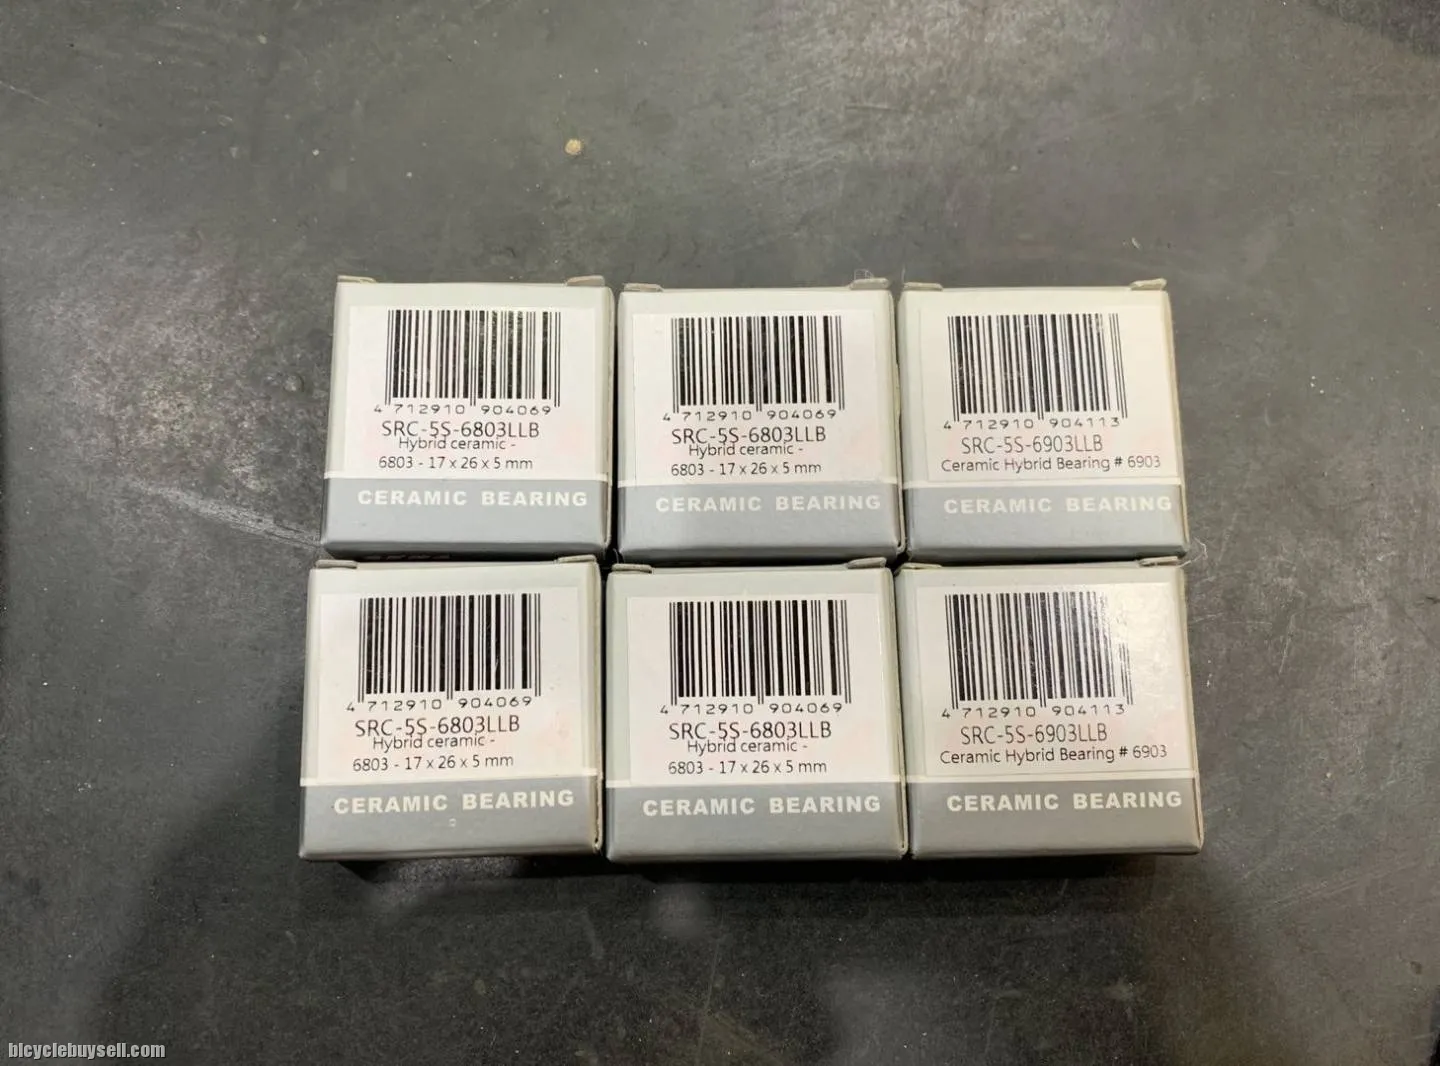 4 712910 904069
SRC-5S-6803LLB
Hybrid ceramic -
6803 - 17 x 26 x 5 mm
CERAMIC BEARING
4 712910 904069
SRC-5S-6803LLB
Hybrid ceramic -
6803 - 17 x 26 x 5 mm
CERAMIC BEARING
4 712910 904113
SRC-5S-6903LLB
Ceramic Hybrid Bearing # 6903
CERAMIC BEARING
4 712910 904069
SRC-5S-6803LLB
Hybrid ceramic -
6803 - 17 x 26 x 5 mm
CERAMIC BEARING
4 712910 904069
SRC-5S-6803LLB
Hybrid ceramic -
6803 - 17 x 26 x 5 mm
CERAMIC BEARING
4 712910 904113
SRC-5S-6903LLB
Ceramic Hybrid Bearing # 6903
CERAMIC BEARING
bicyclebuysell.com